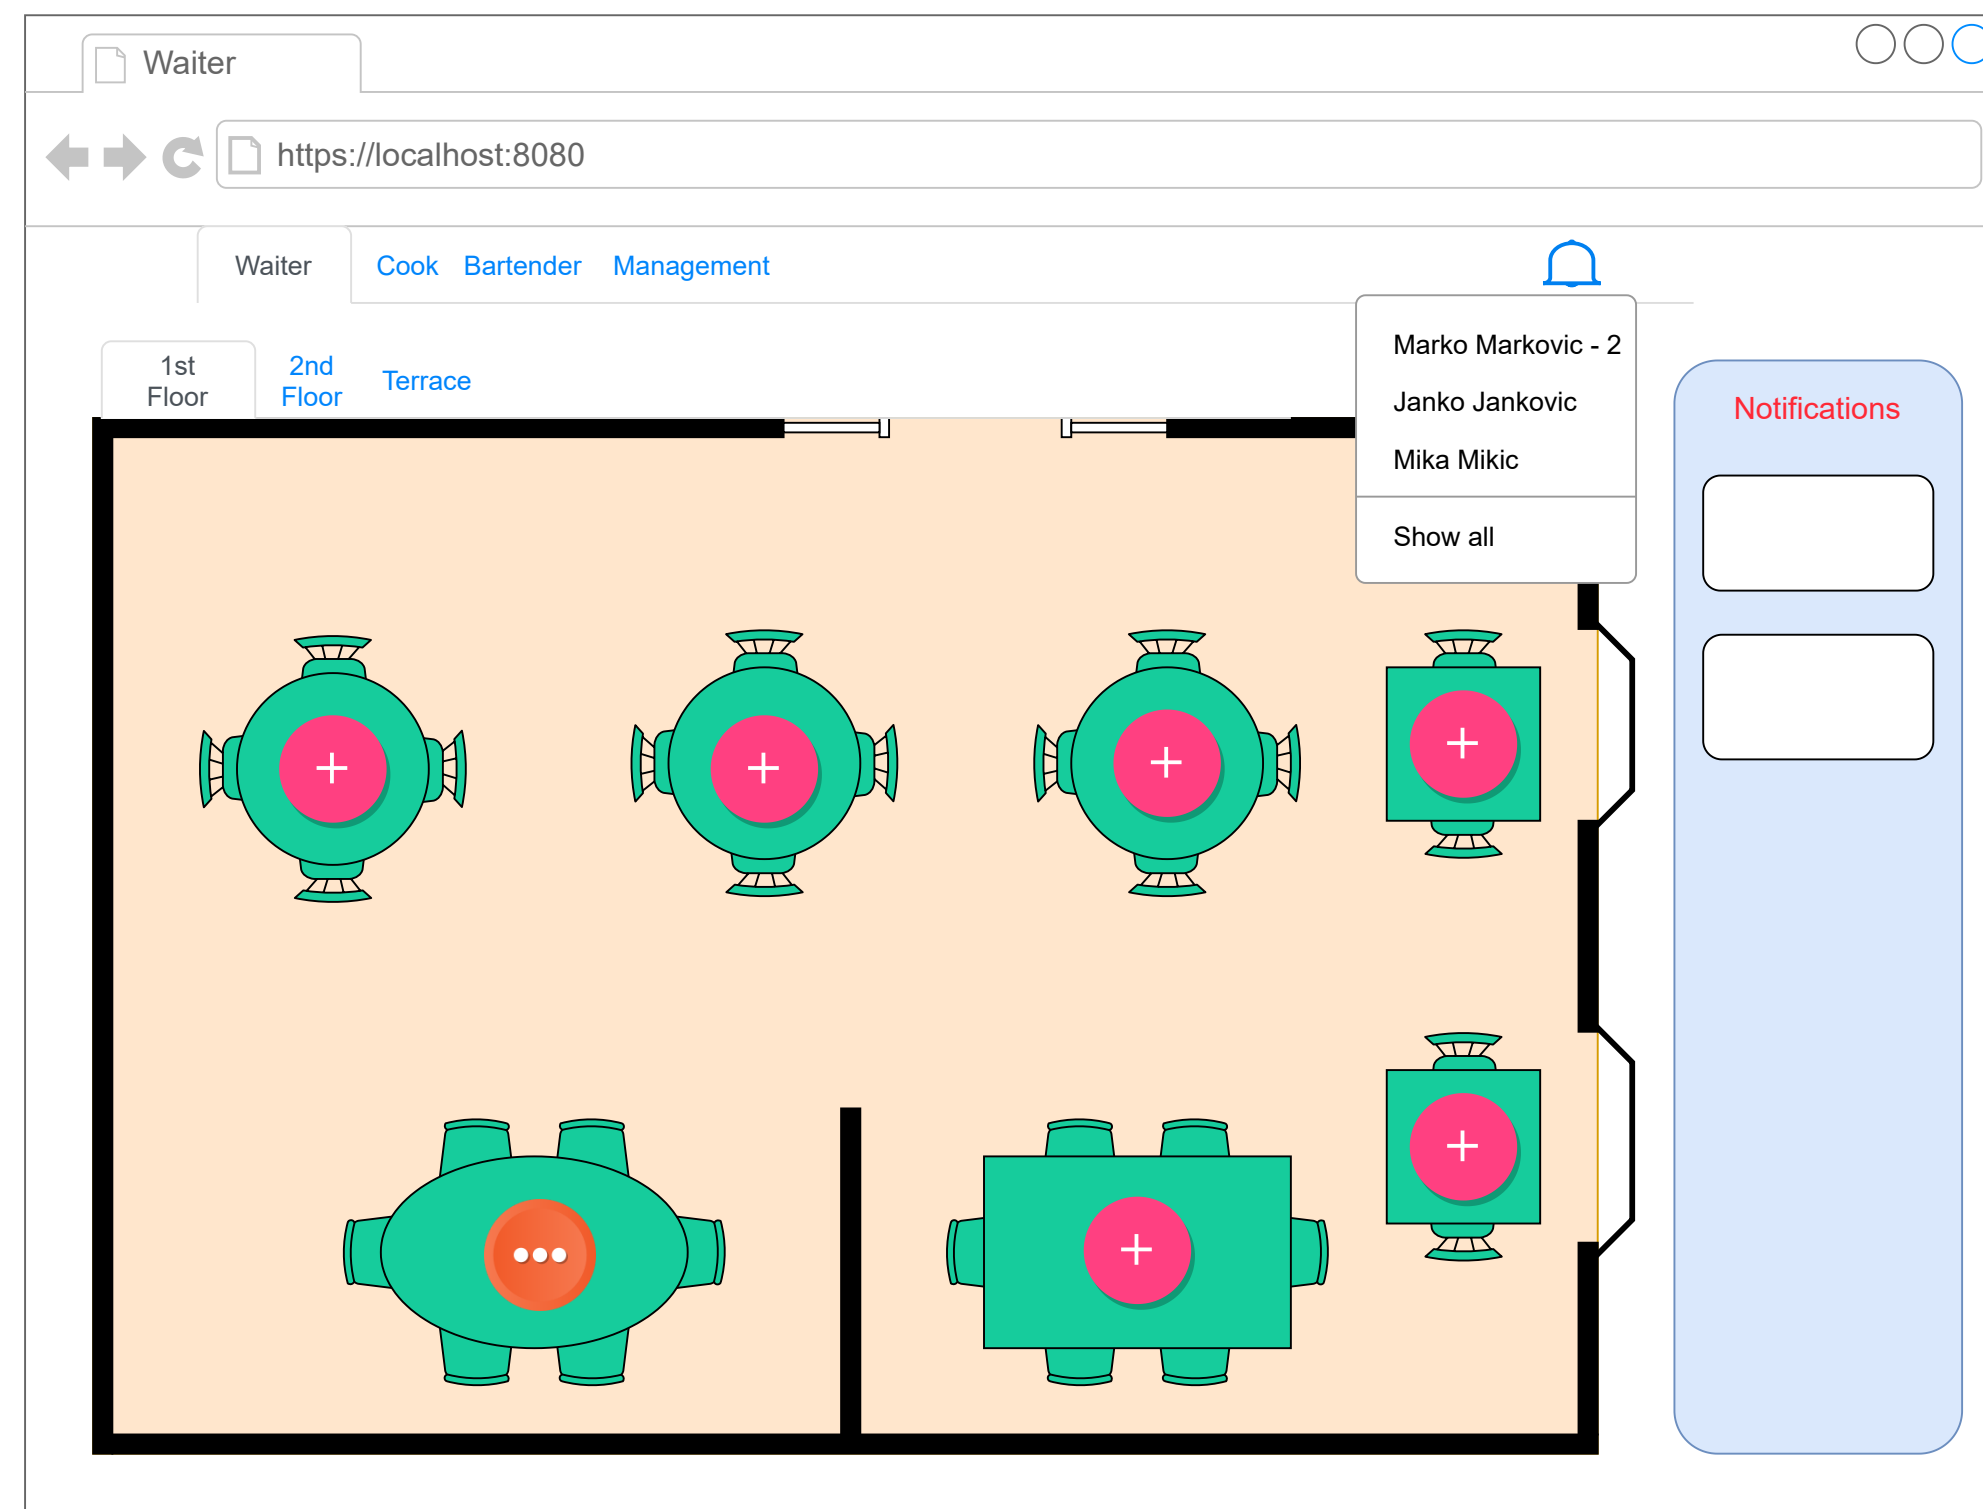 Waiter
https://localhost:8080
Waiter
Cook
Bartender
Management
Marko Markovic - 2
Janko Jankovic
Mika Mikic
Show all
1st
Floor
2nd
Floor
Terrace
Notifications